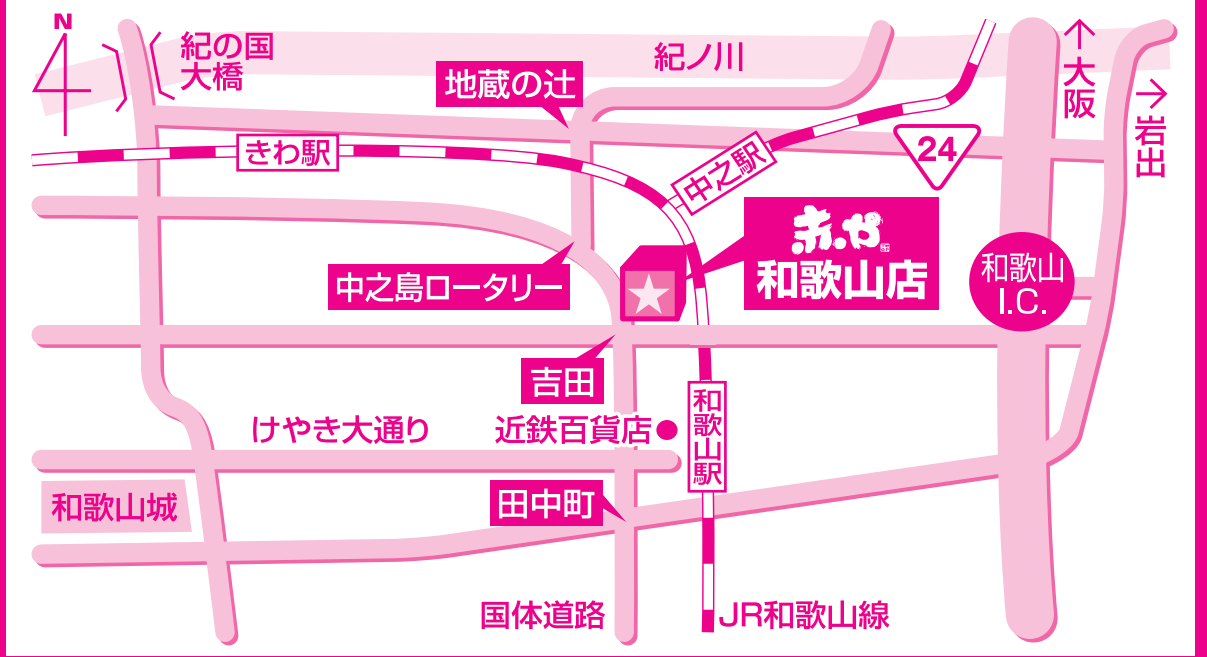 N
紀の国
大橋
紀ノ川
↑大阪
→岩出
地蔵の辻
きわ駅
中之駅
24
赤や
和歌山店
和歌山
I.C.
中之島ロータリー
吉田
けやき大通り
近鉄百貨店
和歌山駅
和歌山城
田中町
国体道路
JR和歌山線